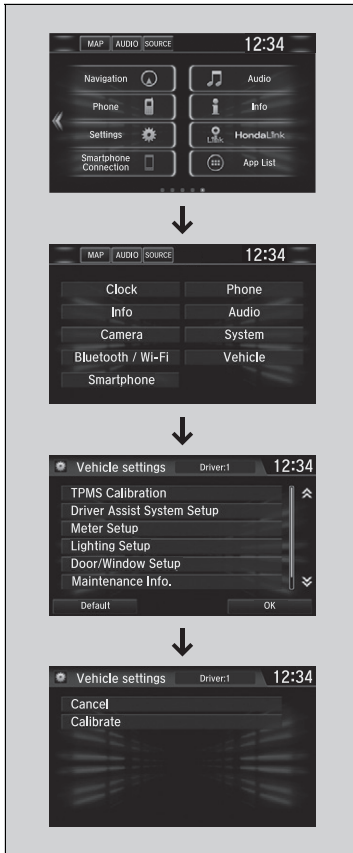 MAP AUDIO SOURCE 12:34
Navigation Audio
Phone Info
Settings Link HondaLink
Smartphone
Connection App List
MAP AUDIO SOURCE 12:34
Clock Phone
Info Audio
Camera System
Bluetooth / Wi-Fi Vehicle
Smartphone
Vehicle settings Driver:1 12:34
TPMS Calibration
Driver Assist System Setup
Meter Setup
Lighting Setup
Door/Window Setup
Maintenance Info.
Default OK
Vehicle settings Driver:1 12:34
Cancel
Calibrate